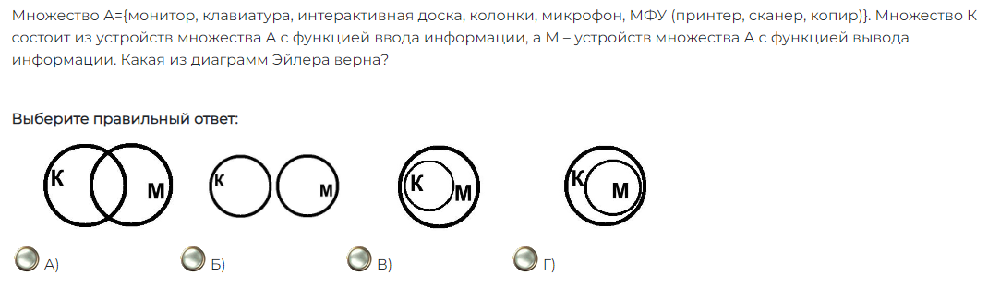 Множество А={монитор, клавиатура, интерактивная доска, колонки, микрофон, МФУ (принтер, сканер, копир)}. Множество К
состоит из устройств множества А с функцией ввода информации, а М – устройств множества А с функцией вывода
информации. Какая из диаграмм Эйлера верна?
Выберите правильный ответ:
К М К М К М К М
А) Б) В) Г)